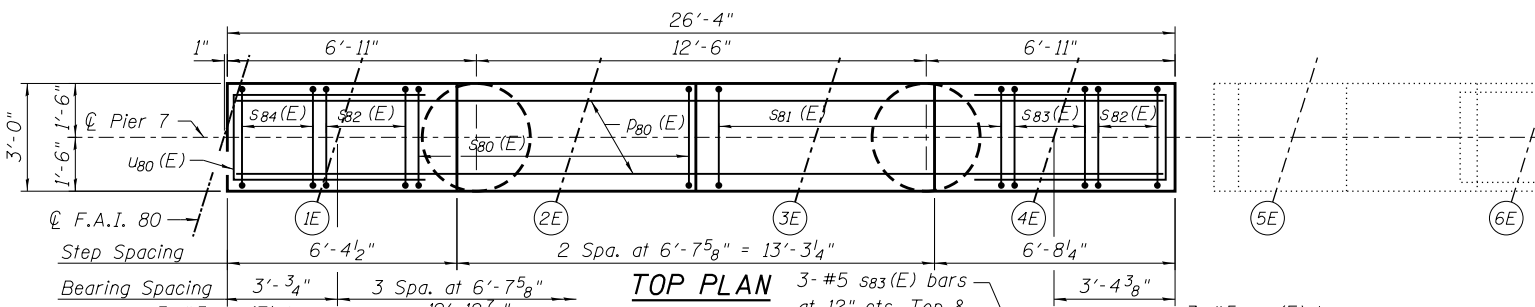 26'-4"
1"
6'-11"
12'-6"
6'-11"
3'-0"
1'-6"
1'-6"
℄ Pier 7
s84(E)
s82(E)
s80(E)
p80(E)
s81(E)
s83(E)
s82(E)
u80(E)
℄ F.A.I. 80
1E
2E
3E
4E
5E
6E
Step Spacing
6'-4½"
2 Spa. at 6'-7⅝" = 13'-3¼"
6'-8¼"
Bearing Spacing
3'-¾"
3 Spa. at 6'-7⅝"
TOP PLAN
3- #5 s83(E) bars
3'-4⅜"
at 12" cts. Top &